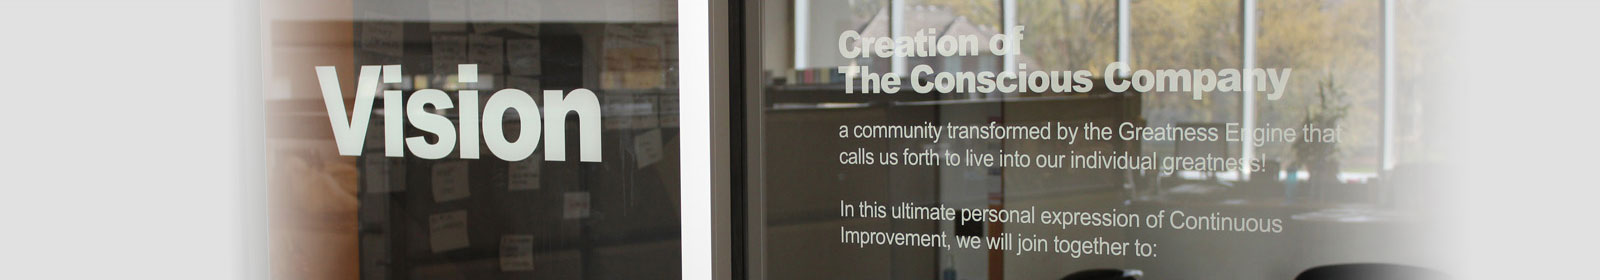 Vision
Creation of
The Conscious Company
a community transformed by the Greatness Engine that
calls us forth to live into our individual greatness!
In this ultimate personal expression of Continuous
Improvement, we will join together to: